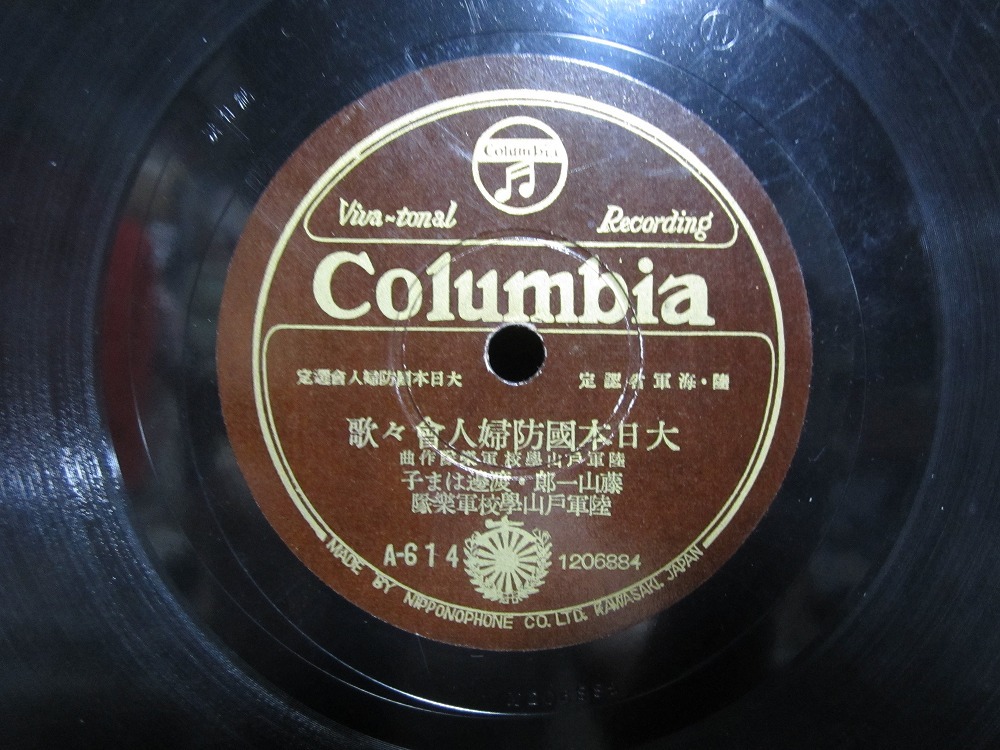 Columbia
Viva-tonal Recording
Columbia
陸・海軍省認定
大日本國防婦人會選定
大日本國防婦人會々歌
陸軍戶山學校軍樂隊作曲
藤山一郎・渡邊はま子
陸軍戶山學校軍樂隊
A-614
1206884
MADE BY NIPPONOPHONE CO. LTD. KAWASAKI, JAPAN